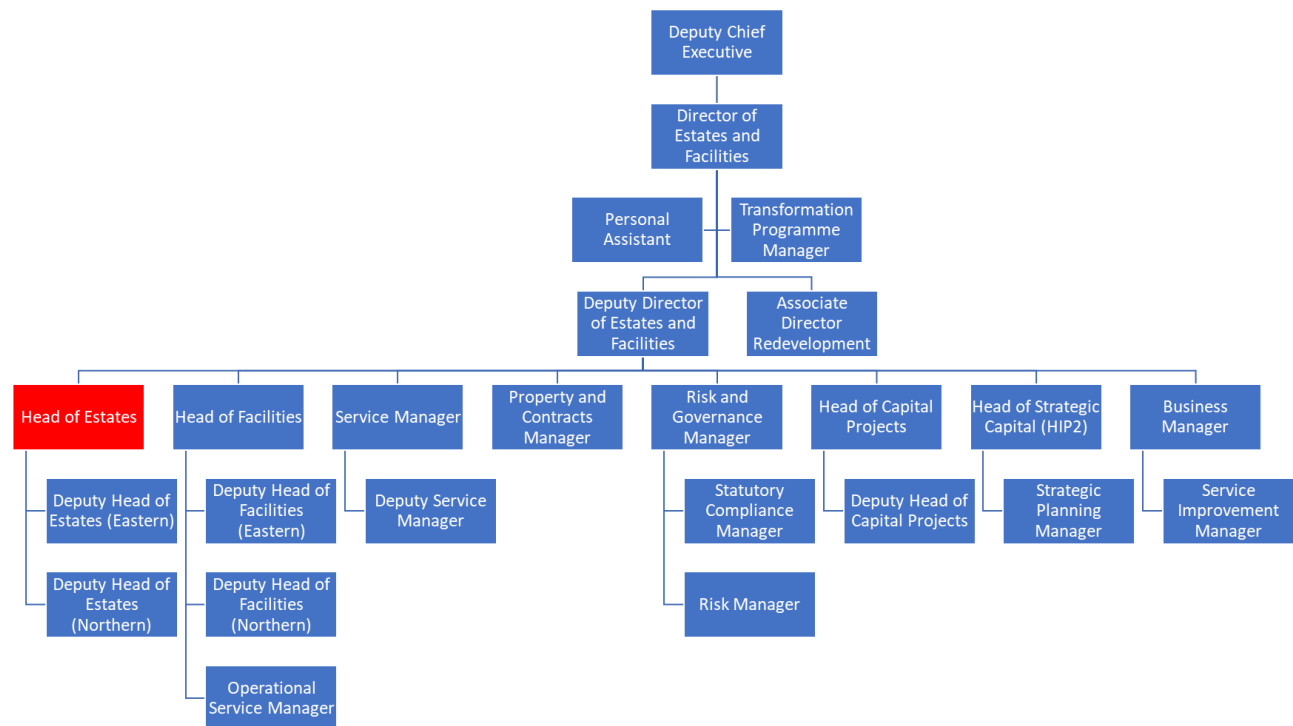 Deputy Chief
Executive
Director of
Estates and
Facilities
Personal
Assistant
Transformation
Programme
Manager
Deputy Director
of Estates and
Facilities
Associate
Director
Redevelopment
Head of Estates
Head of Facilities
Service Manager
Property and
Contracts
Manager
Risk and
Governance
Manager
Head of Capital
Projects
Head of Strategic
Capital (HIP2)
Business
Manager
Deputy Head of
Estates (Eastern)
Deputy Head of
Facilities
(Eastern)
Deputy Service
Manager
Statutory
Compliance
Manager
Deputy Head of
Capital Projects
Strategic
Planning
Manager
Service
Improvement
Manager
Deputy Head of
Estates
(Northern)
Deputy Head of
Facilities
(Northern)
Risk Manager
Operational
Service Manager